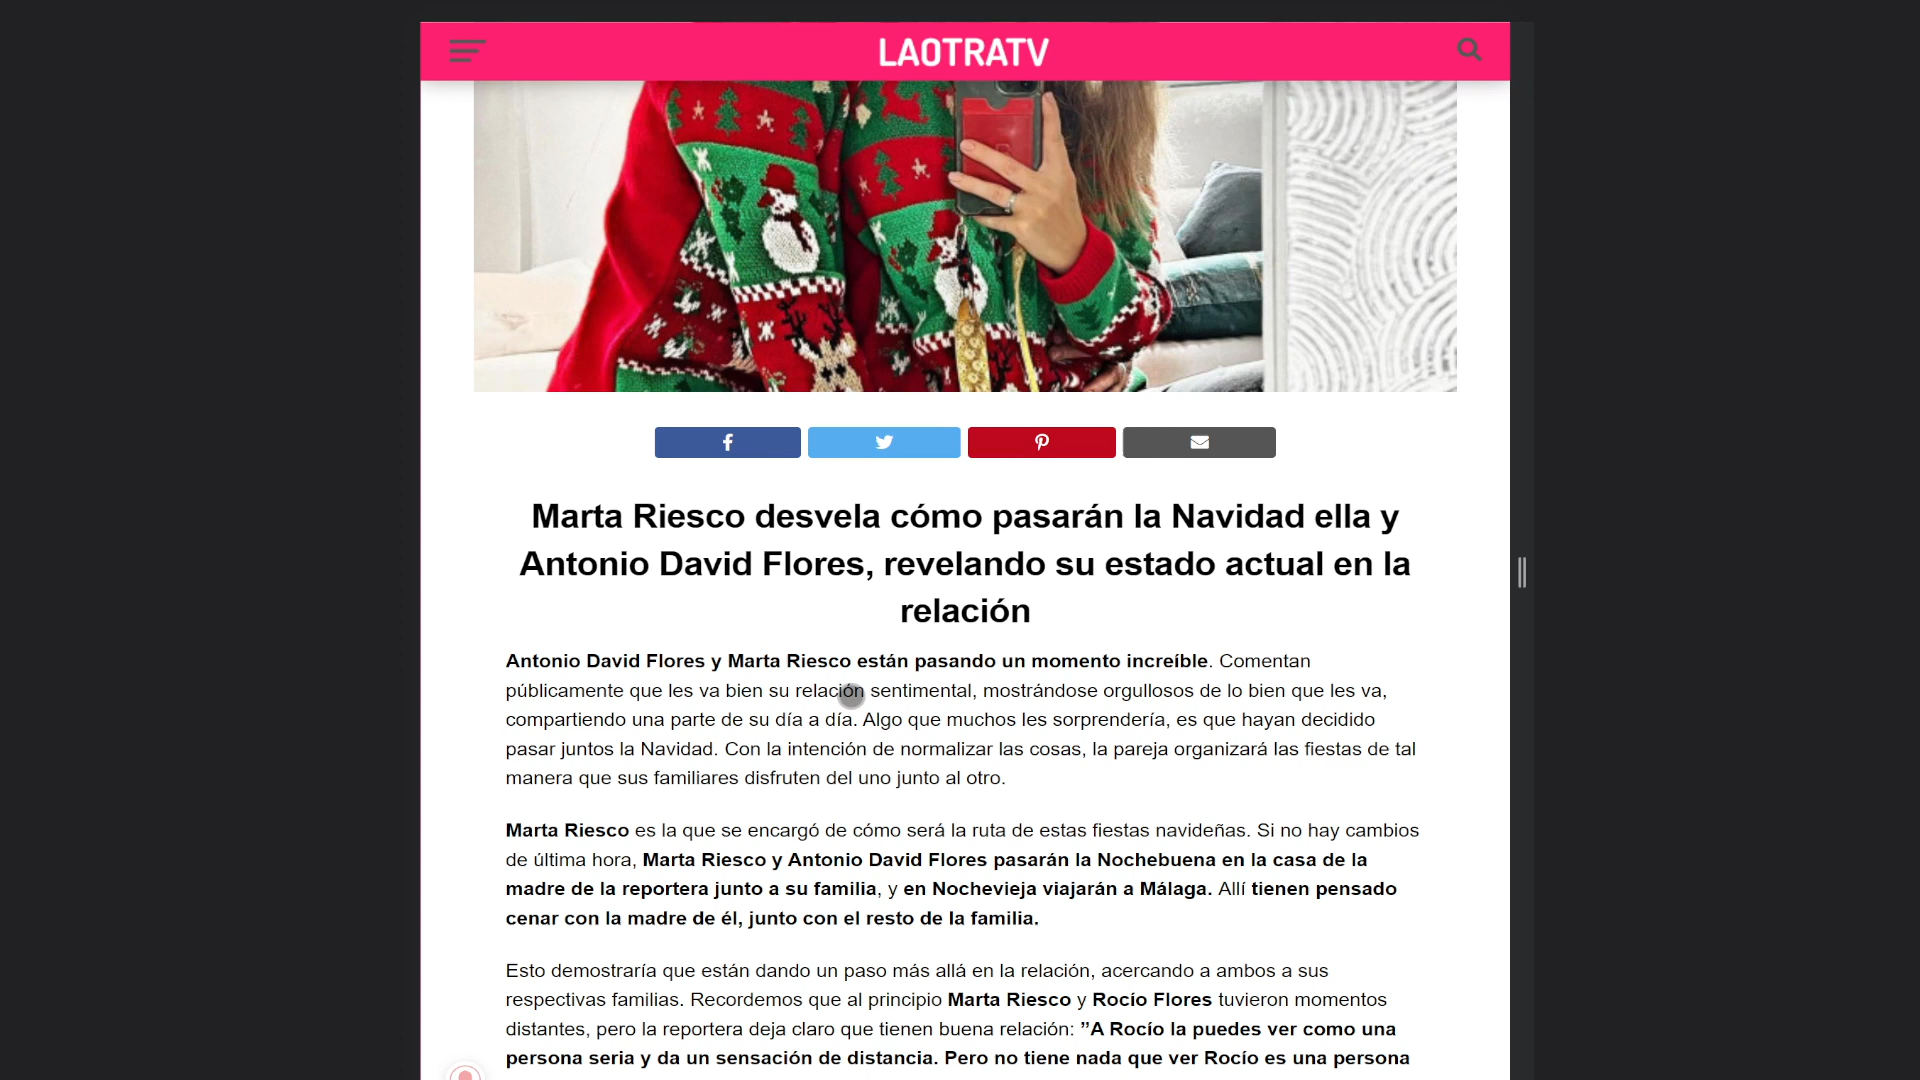 LAOTRATV
Marta Riesco desvela cómo pasarán la Navidad ella y
Antonio David Flores, revelando su estado actual en la
relación
Antonio David Flores y Marta Riesco están pasando un momento increíble. Comentan
públicamente que les va bien su relación sentimental, mostrándose orgullosos de lo bien que les va,
compartiendo una parte de su día a día. Algo que muchos les sorprendería, es que hayan decidido
pasar juntos la Navidad. Con la intención de normalizar las cosas, la pareja organizará las fiestas de tal
manera que sus familiares disfruten del uno junto al otro.
Marta Riesco es la que se encargó de cómo será la ruta de estas fiestas navideñas. Si no hay cambios
de última hora, Marta Riesco y Antonio David Flores pasarán la Nochebuena en la casa de la
madre de la reportera junto a su familia, y en Nochevieja viajarán a Málaga. Allí tienen pensado
cenar con la madre de él, junto con el resto de la familia.
Esto demostraría que están dando un paso más allá en la relación, acercando a ambos a sus
respectivas familias. Recordemos que al principio Marta Riesco y Rocío Flores tuvieron momentos
distantes, pero la reportera deja claro que tienen buena relación: ”A Rocío la puedes ver como una
persona seria y da un sensación de distancia. Pero no tiene nada que ver Rocío es una persona